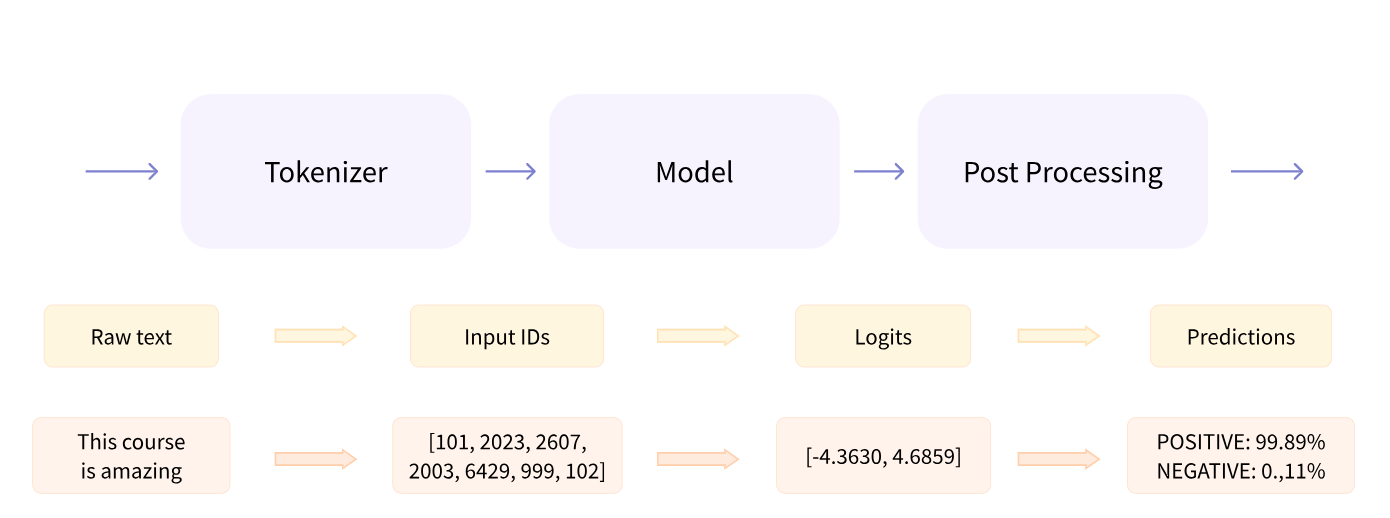 Tokenizer
Model
Post Processing
Raw text
Input IDs
Logits
Predictions
This course
is amazing
[101, 2023, 2607,
2003, 6429, 999, 102]
[-4.3630, 4.6859]
POSITIVE: 99.89%
NEGATIVE: 0.,11%